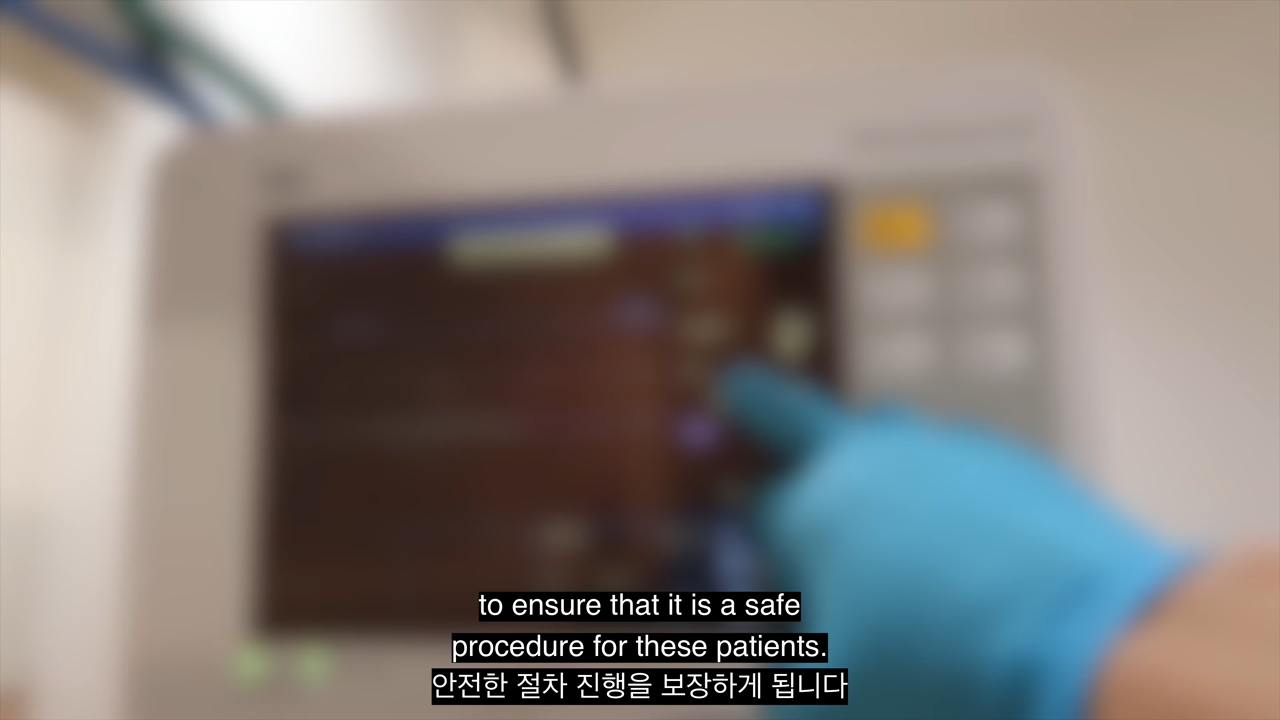 to ensure that it is a safe
procedure for these patients.
안전한 절차 진행을 보장하게 됩니다